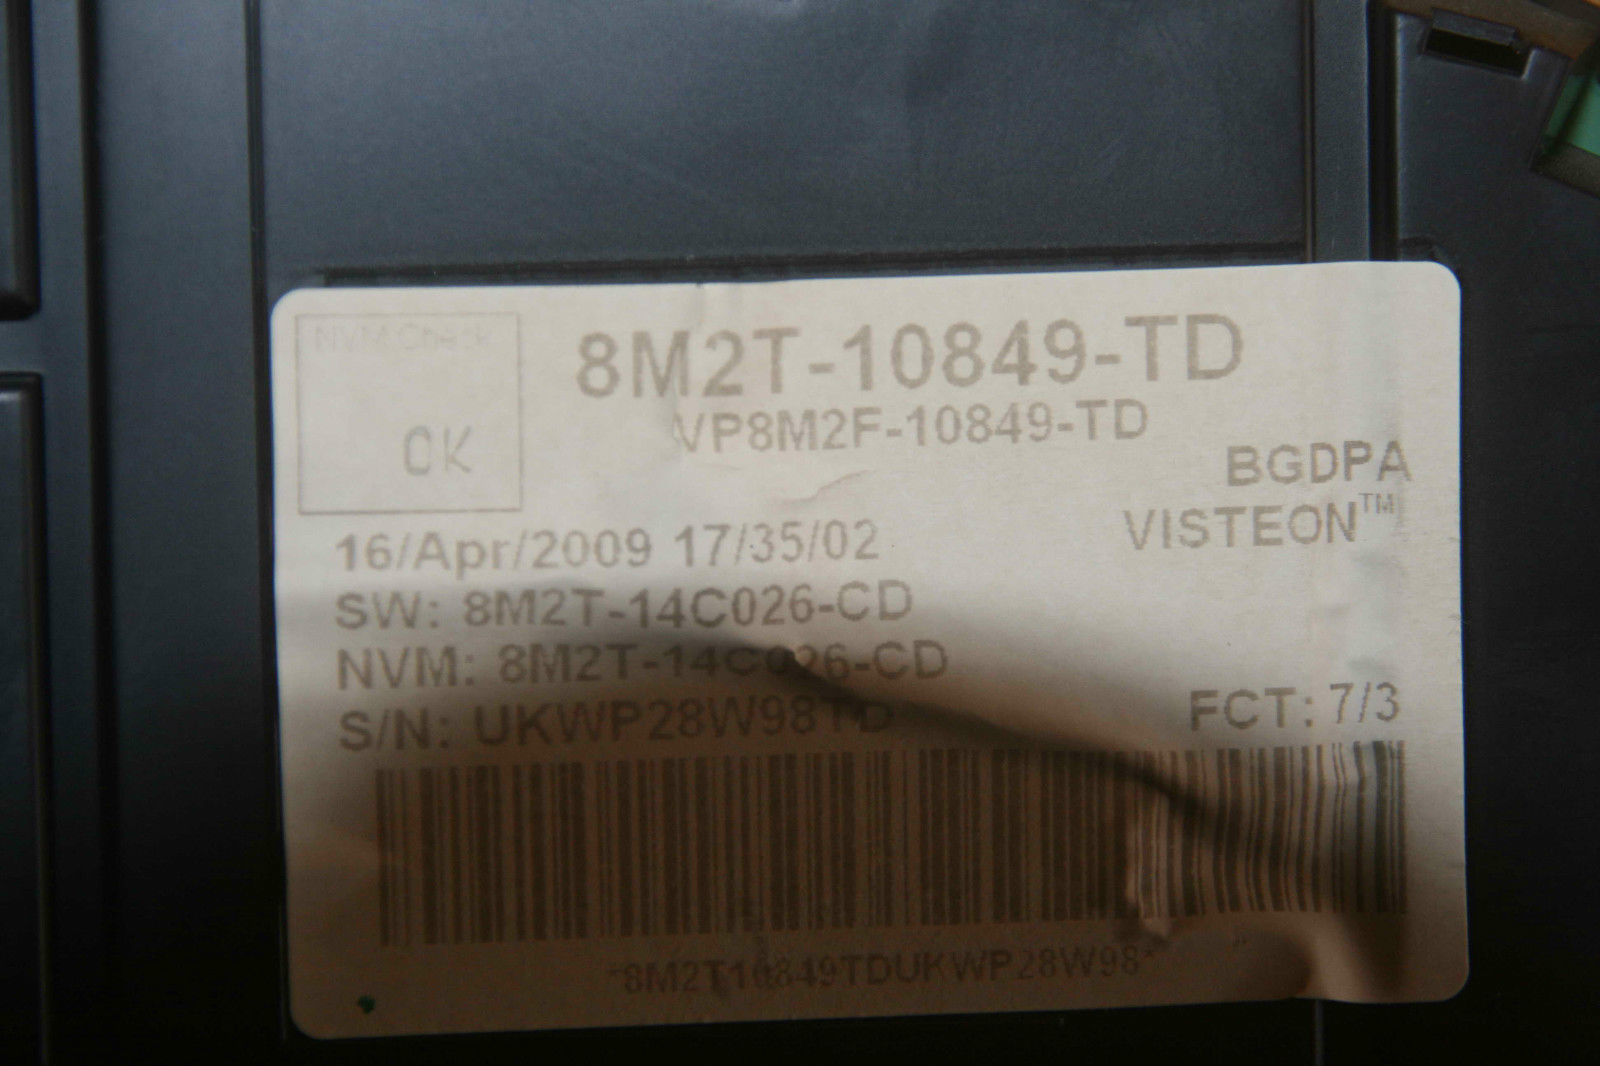 NVM Check
OK
8M2T-10849-TD
VP8M2F-10849-TD
BGDPA
VISTEON™
16/Apr/2009 17/35/02
SW: 8M2T-14C026-CD
NVM: 8M2T-14C026-CD
S/N: UKWP28W98TD
FCT: 7/3
*8M2T10849TDUKWP28W98*